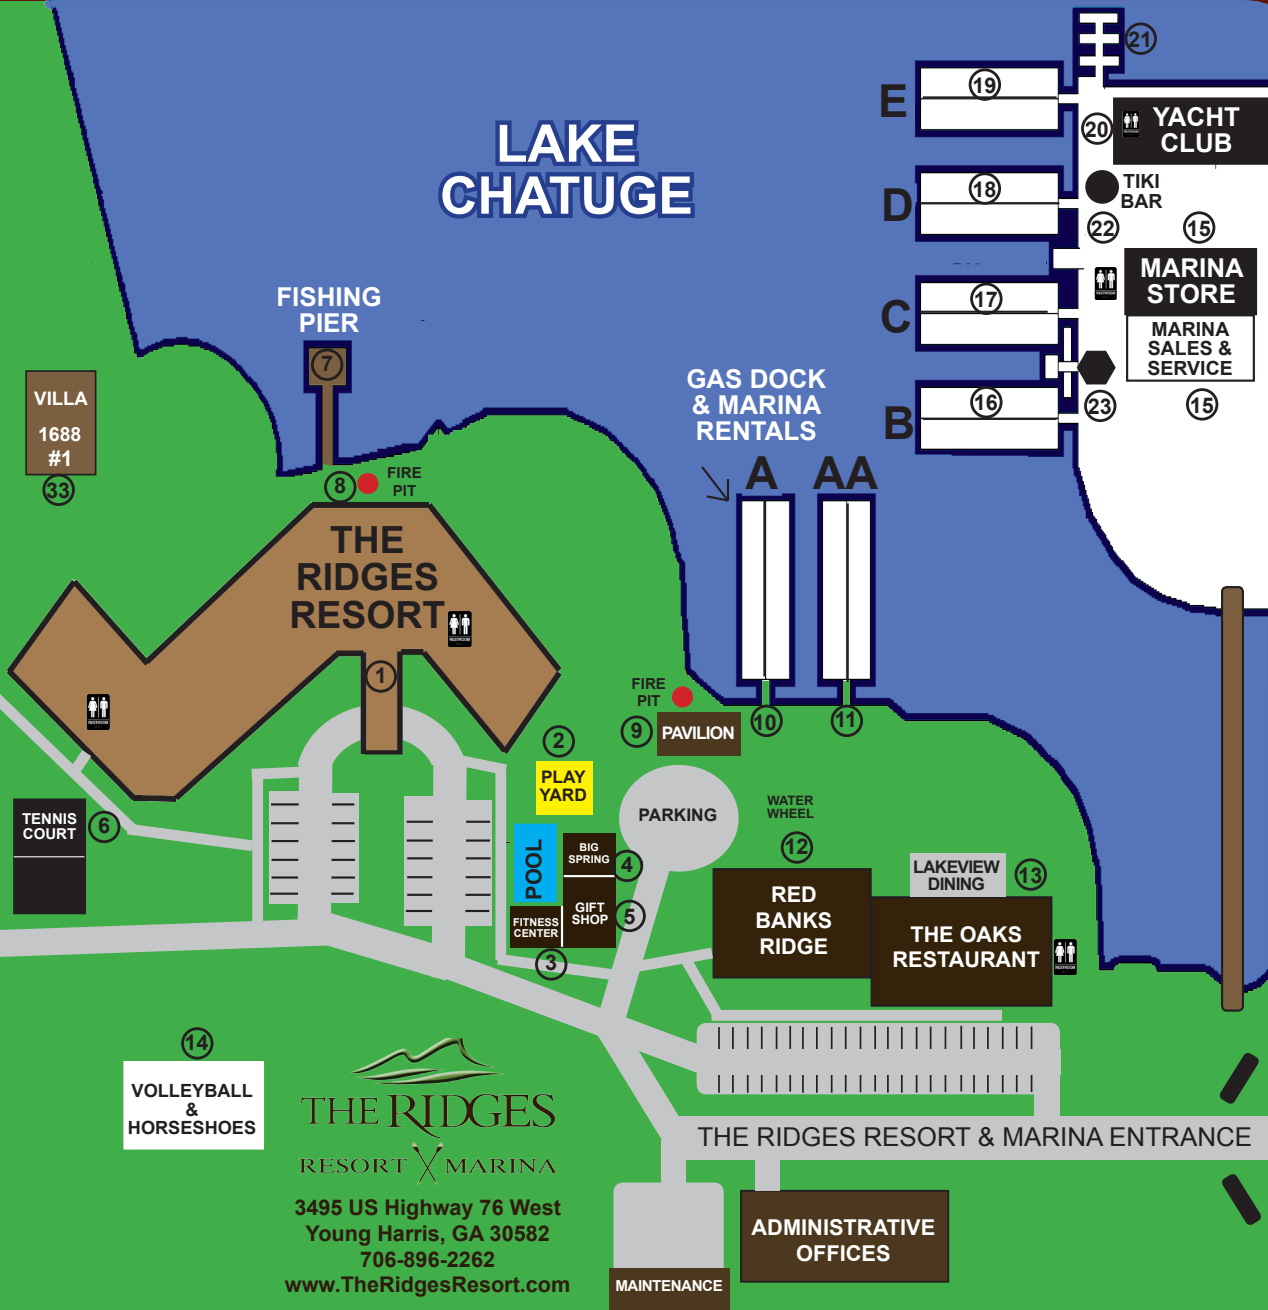 21
E
19
20
YACHT
CLUB
LAKE
CHATUGE
D
18
TIKI
BAR
22
15
MARINA
STORE
RESTROOM
FISHING
PIER
7
C
17
MARINA
SALES &
SERVICE
15
23
GAS DOCK
& MARINA
RENTALS
B
16
VILLA
1688
#1
33
A
AA
8
FIRE
PIT
THE
RIDGES
RESORT
RESTROOM
1
RESTROOM
FIRE
PIT
9
PAVILION
10
11
2
PLAY
YARD
PARKING
WATER
WHEEL
12
TENNIS
COURT
6
POOL
BIG
SPRING
4
GIFT
SHOP
5
FITNESS
CENTER
3
LAKEVIEW
DINING
13
RED
BANKS
RIDGE
THE OAKS
RESTAURANT
RESTROOM
14
VOLLEYBALL
&
HORSESHOES
THE RIDGES
RESORT MARINA
3495 US Highway 76 West
Young Harris, GA 30582
706-896-2262
www.TheRidgesResort.com
THE RIDGES RESORT & MARINA ENTRANCE
ADMINISTRATIVE
OFFICES
MAINTENANCE